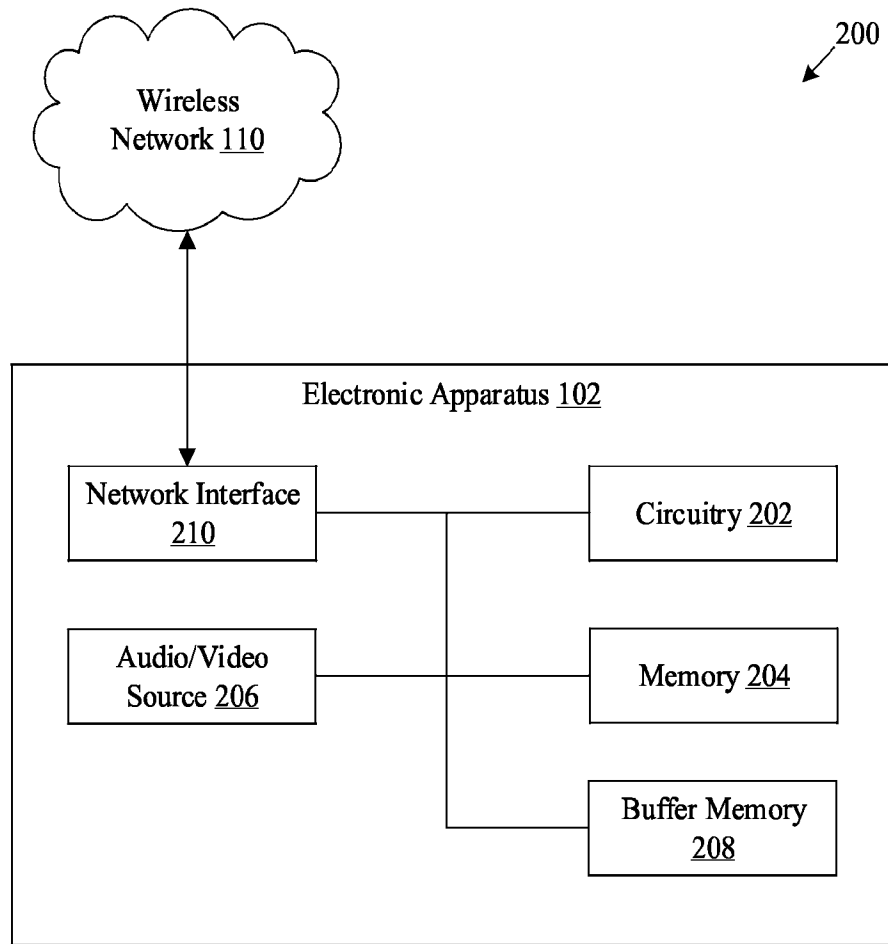 200
Wireless
Network 110
Electronic Apparatus 102
Network Interface
210
Circuitry 202
Audio/Video
Source 206
Memory 204
Buffer Memory
208